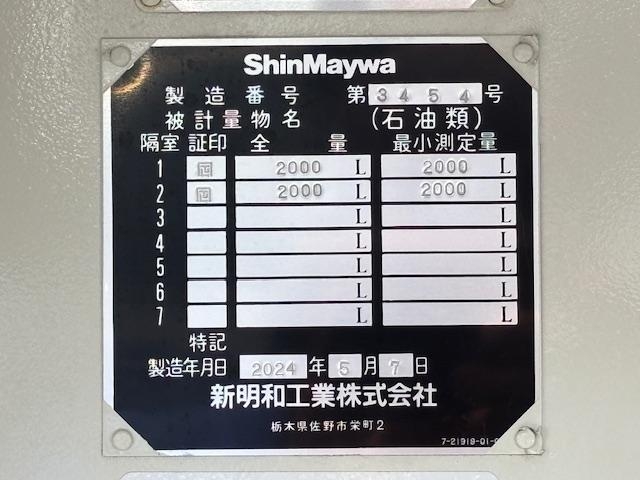 ShinMaywa
製造番号 第3454号
被計量物名 (石油類)
隔室 証印 全量 最小測定量
1 2000 L 2000 L
2 2000 L 2000 L
3 L L
4 L L
5 L L
6 L L
7 L L
特記
製造年月日 2024年5月7日
新明和工業株式会社
栃木県佐野市栄町2
7-21919-01-